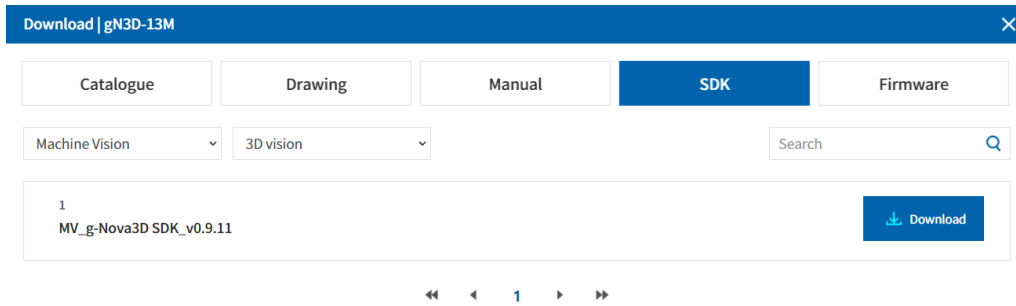 Download | gN3D-13M
Catalogue Drawing Manual SDK Firmware
Machine Vision 3D vision Search
1
MV_g-Nova3D SDK_v0.9.11
Download
1